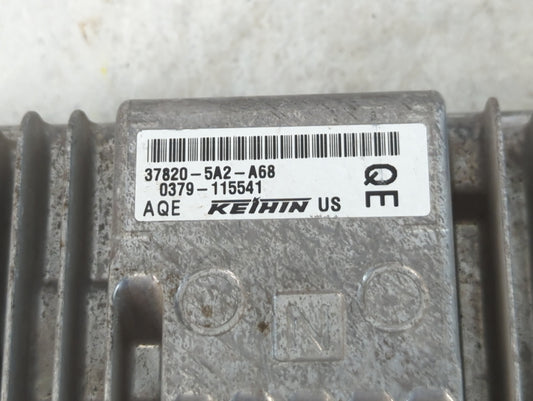 37820-5A2-A68
0379-115541
AQE KEIHIN US
QE
N